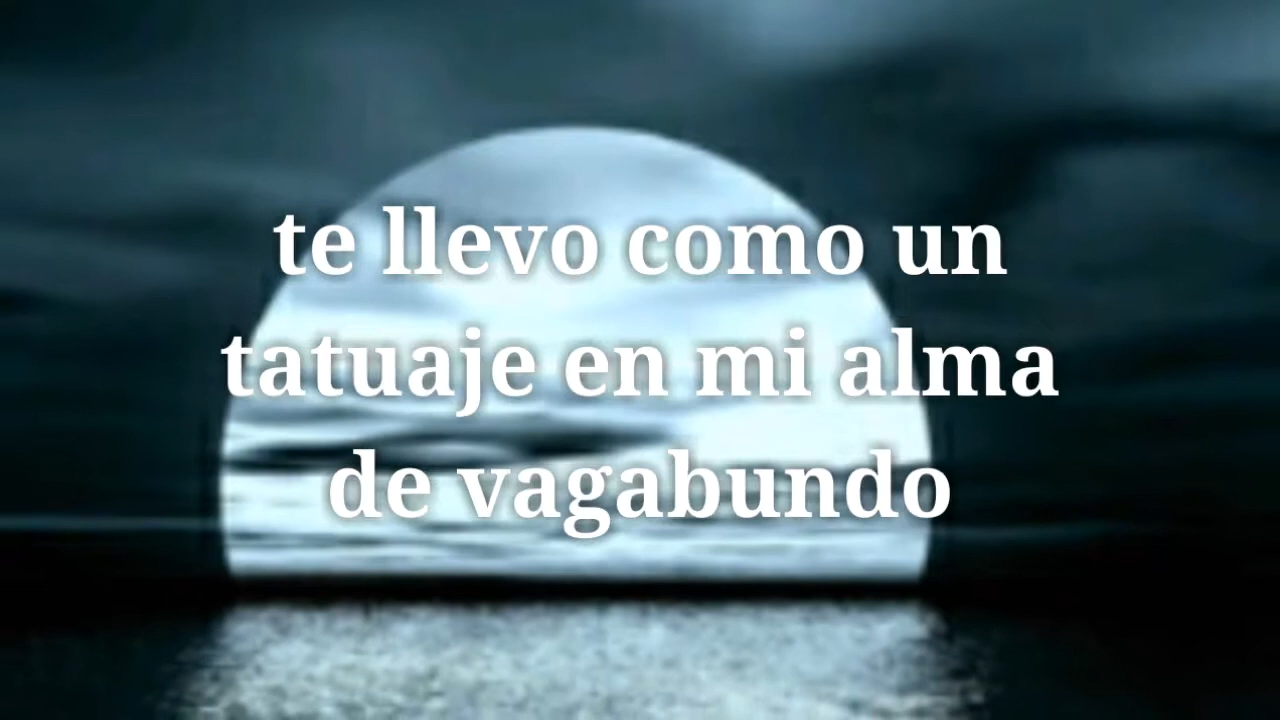 te llevo como un
tatuaje en mi alma
de vagabundo